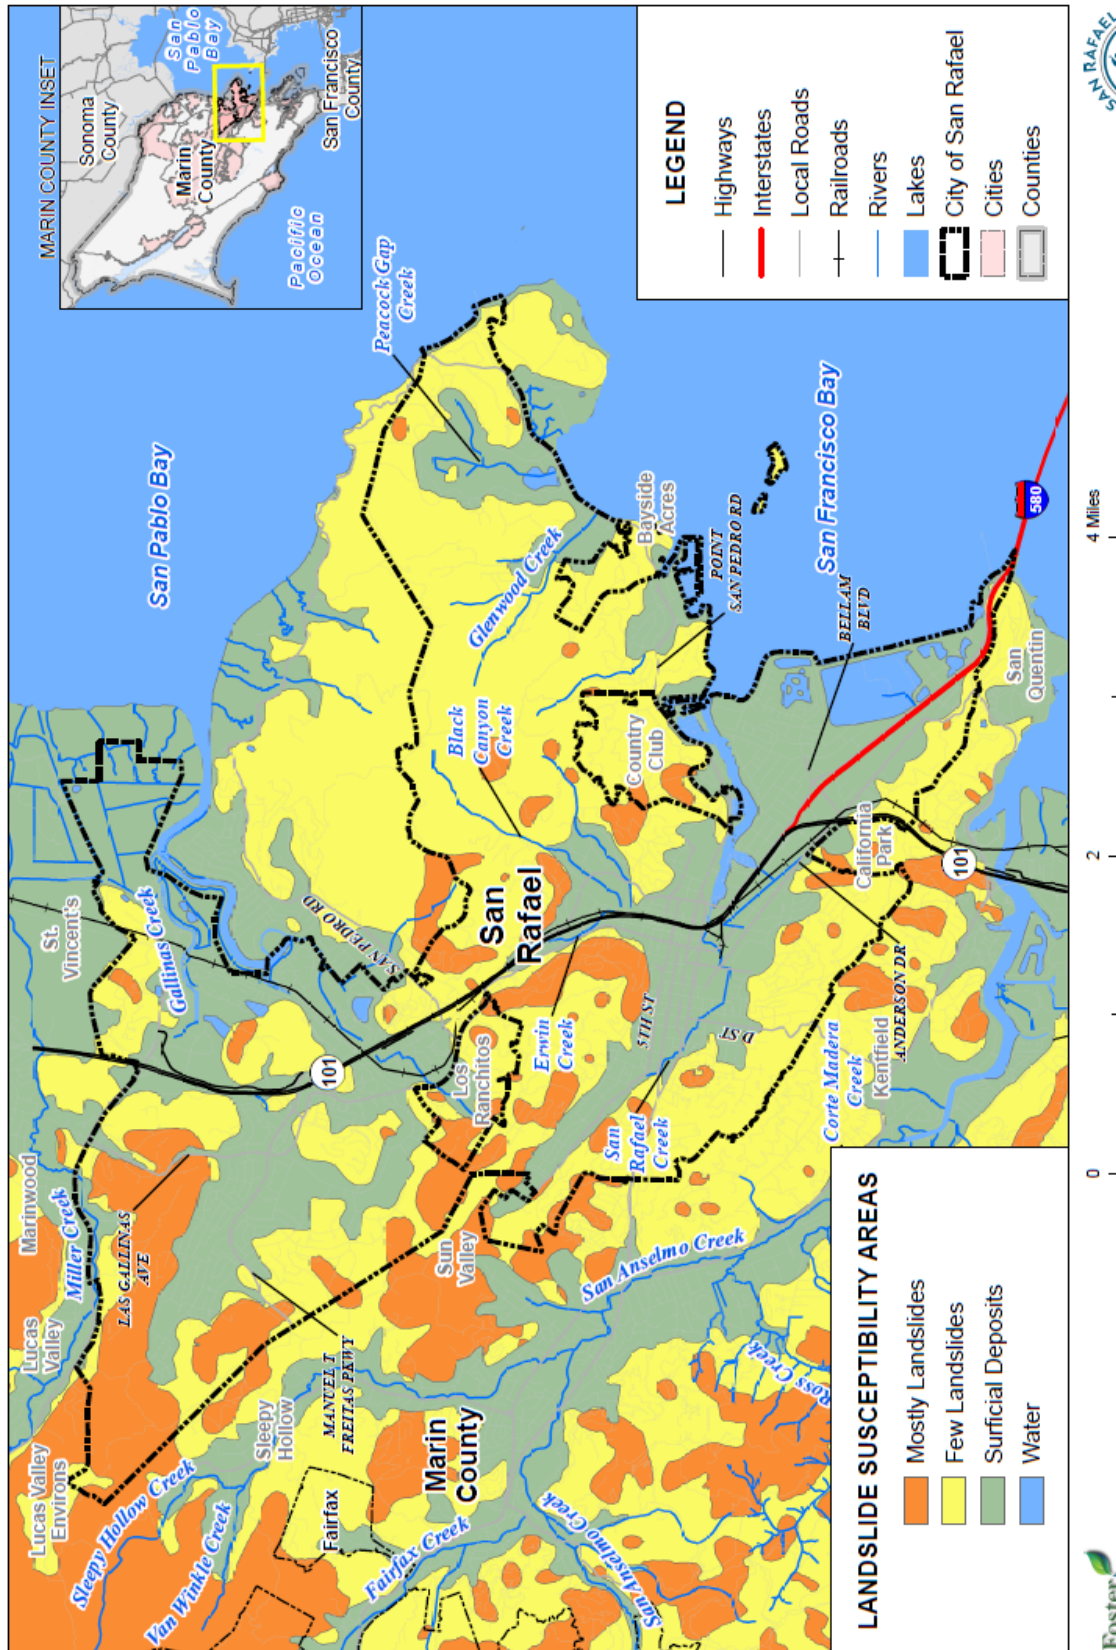 MARIN COUNTY INSET
Sonoma
County
San
Pablo
Bay
Marin
County
Pacific
Ocean
San Francisco
County
San Pablo Bay
Peacock Gap
Creek
St.
Vincent's
Gallinas Creek
Marinwood
Miller Creek
Lucas
Valley
LAS GALLINAS
AVE
Lucas Valley
Environs
Sleepy Hollow Creek
Van Winkle Creek
Sleepy
Hollow
MANUEL T
FREITAS PKWY
Fairfax
Fairfax Creek
Marin
County
San Anselmo Creek
Ross Creek
San Anselmo Creek
Sun
Valley
101
Los
Ranchitos
SAN PEDRO RD
San
Rafael
Erwin
Creek
5TH ST
D ST
San
Rafael
Creek
Black
Canyon
Creek
Glenwood Creek
Country
Club
Bayside
Acres
POINT
SAN PEDRO RD
San Francisco Bay
BELLAM
BLVD
580
San
Quentin
California
Park
101
ANDERSON DR
Kentfield
Corte Madera
Creek
LEGEND
Highways
Interstates
Local Roads
Railroads
Rivers
Lakes
City of San Rafael
Cities
Counties
LANDSLIDE SUSCEPTIBILITY AREAS
Mostly Landslides
Few Landslides
Surficial Deposits
Water
0
2
4 Miles
SAN RAFAEL